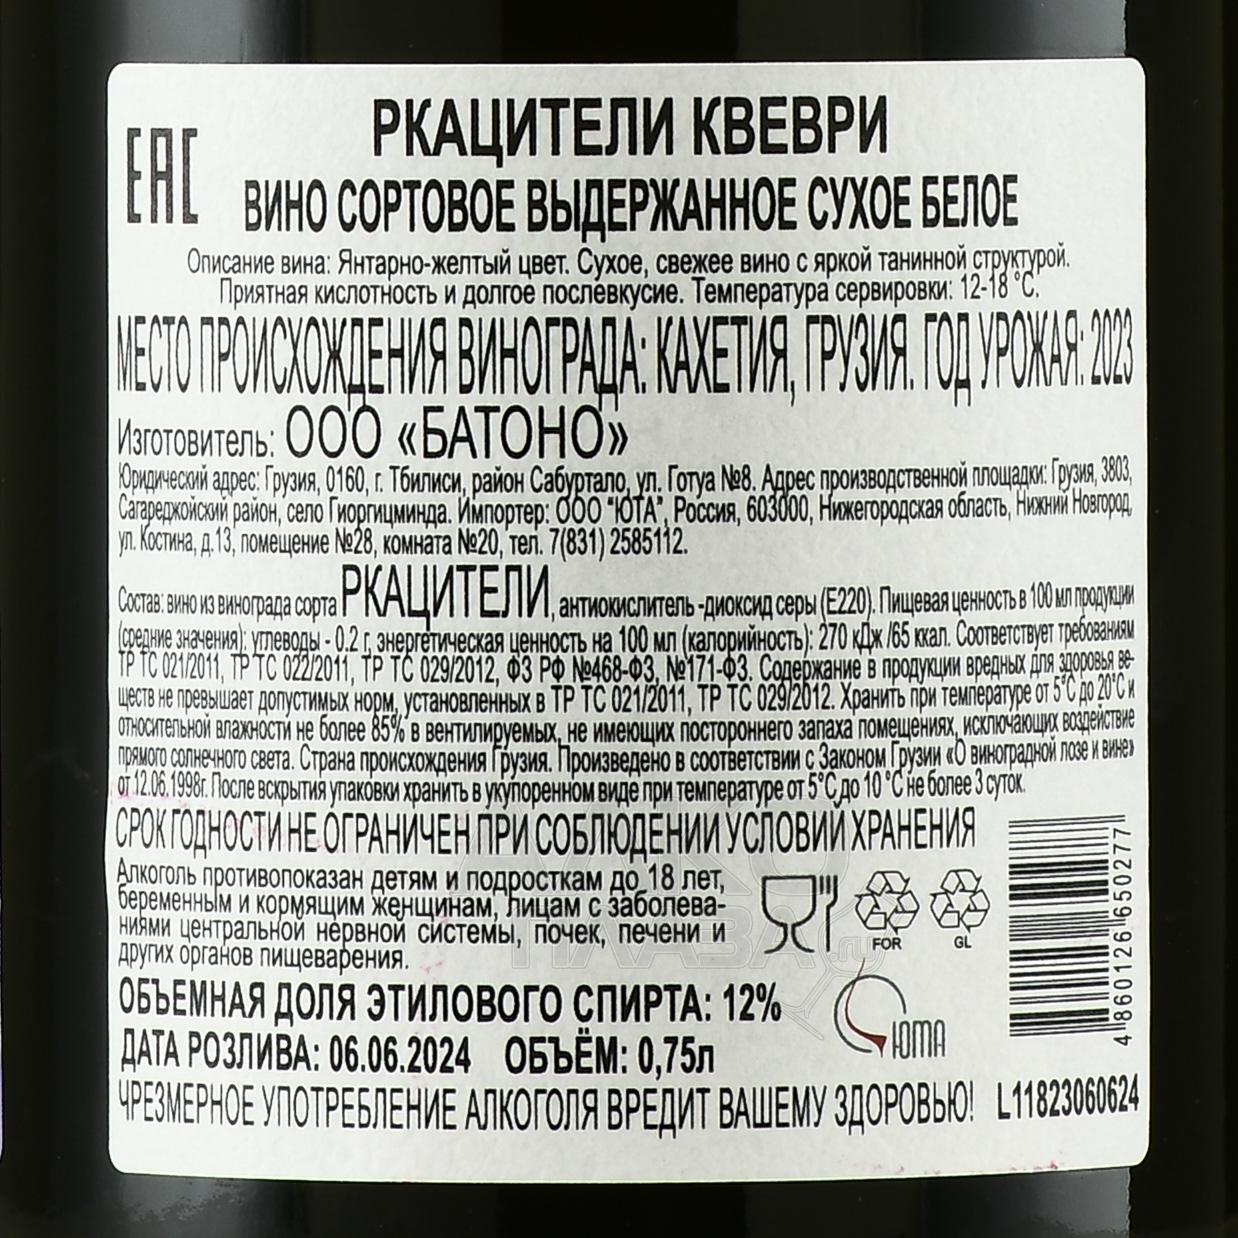 ЕАС
РКАЦИТЕЛИ КВЕВРИ
ВИНО СОРТОВОЕ ВЫДЕРЖАННОЕ СУХОЕ БЕЛОЕ
Описание вина: Янтарно-желтый цвет. Сухое, свежее вино с яркой танинной структурой.
Приятная кислотность и долгое послевкусие. Температура сервировки: 12-18 °C.
МЕСТО ПРОИСХОЖДЕНИЯ ВИНОГРАДА: КАХЕТИЯ, ГРУЗИЯ. ГОД УРОЖАЯ: 2023
Изготовитель: ООО «БАТОНО»
Юридический адрес: Грузия, 0160, г. Тбилиси, район Сабуртало, ул. Готуа №8. Адрес производственной площадки: Грузия, 3803,
Сагареджойский район, село Гиоргицминда. Импортер: ООО "ЮТА", Россия, 603000, Нижегородская область, Нижний Новгород,
ул. Костина, д.13, помещение №28, комната №20, тел. 7(831) 2585112.
Состав: вино из винограда сорта РКАЦИТЕЛИ, антиокислитель -диоксид серы (Е220). Пищевая ценность в 100 мл продукции
(средние значения): углеводы - 0.2 г, энергетическая ценность на 100 мл (калорийность): 270 кДж /65 ккал. Соответствует требованиям
ТР ТС 021/2011, ТР ТС 022/2011, ТР ТС 029/2012, ФЗ РФ №468-ФЗ, №171-ФЗ. Содержание в продукции вредных для здоровья ве-
ществ не превышает допустимых норм, установленных в ТР ТС 021/2011, ТР ТС 029/2012. Хранить при температуре от 5°С до 20°С и
относительной влажности не более 85% в вентилируемых, не имеющих постороннего запаха помещениях, исключающих воздействие
прямого солнечного света. Страна происхождения Грузия. Произведено в соответствии с Законом Грузии «О виноградной лозе и вине»
от 12.06.1998г. После вскрытия упаковки хранить в укупоренном виде при температуре от 5°С до 10 °С не более 3 суток.
СРОК ГОДНОСТИ НЕ ОГРАНИЧЕН ПРИ СОБЛЮДЕНИИ УСЛОВИЙ ХРАНЕНИЯ
Алкоголь противопоказан детям и подросткам до 18 лет,
беременным и кормящим женщинам, лицам с заболева-
ниями центральной нервной системы, почек, печени и
других органов пищеварения.
FOR GL
АЛКО
ПЛАЗА.ru
4 860126 650277
ЮТА
ОБЪЕМНАЯ ДОЛЯ ЭТИЛОВОГО СПИРТА: 12%
ДАТА РОЗЛИВА: 06.06.2024 ОБЪЁМ: 0,75л
ЧРЕЗМЕРНОЕ УПОТРЕБЛЕНИЕ АЛКОГОЛЯ ВРЕДИТ ВАШЕМУ ЗДОРОВЬЮ! L11823060624